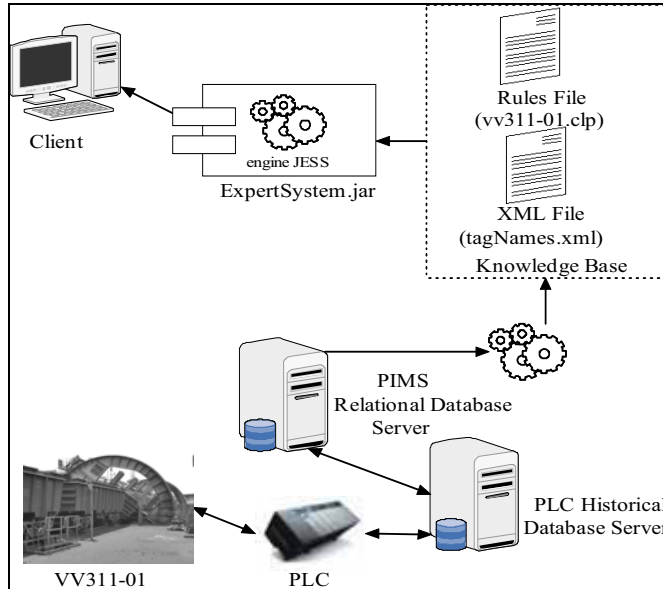 Client
engine JESS
ExpertSystem.jar
Rules File
(vv311-01.clp)
XML File
(tagNames.xml)
Knowledge Base
PIMS
Relational Database
Server
PLC Historical
Database Server
VV311-01
PLC